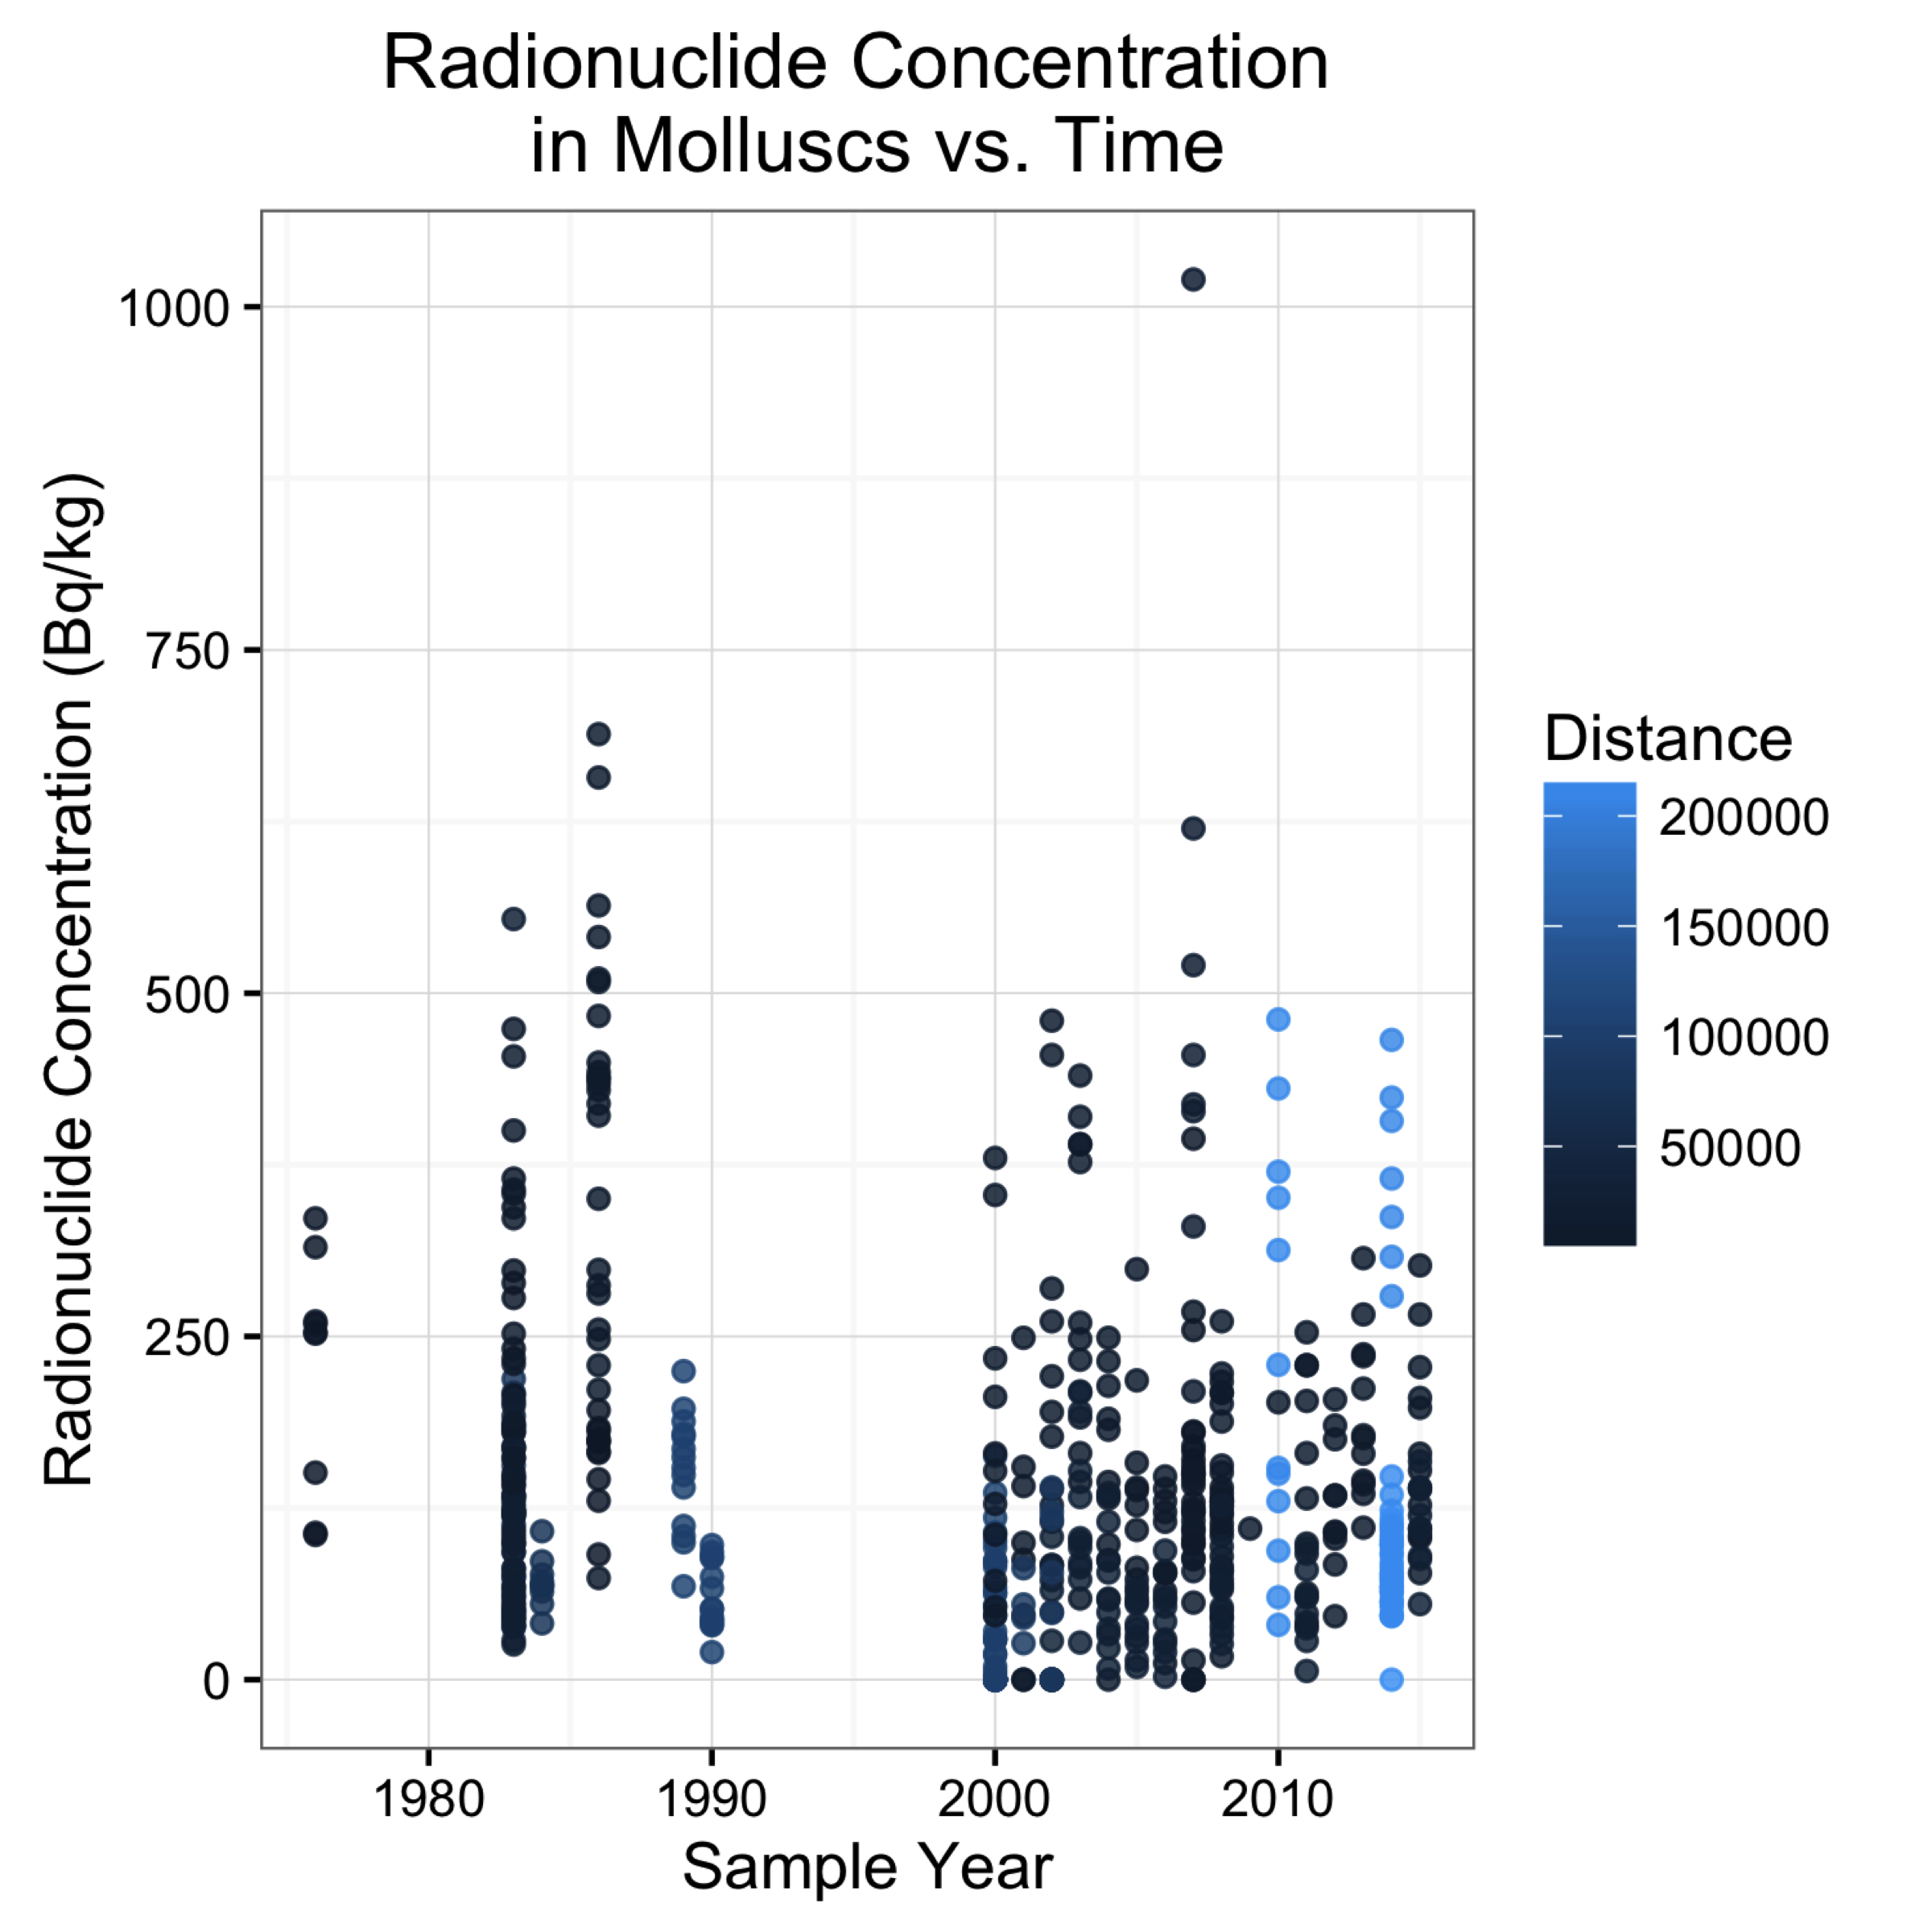 Radionuclide Concentration
in Molluscs vs. Time
Radionuclide Concentration (Bq/kg)
1000
750
500
250
0
1980 1990 2000 2010
Sample Year
Distance
200000
150000
100000
50000